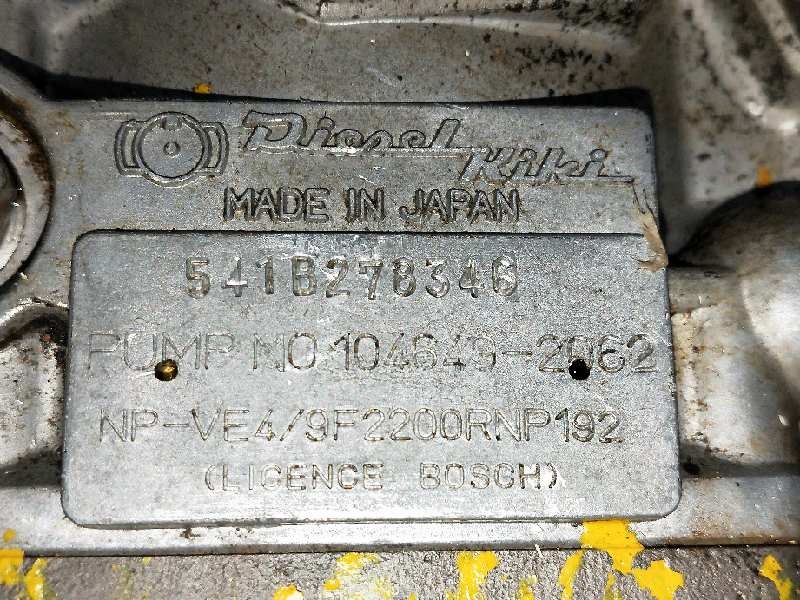 Diesel Kiki
MADE IN JAPAN
541B278346
PUMP NO 104649-2062
NP-VE4/9F2200RNP192
(LICENCE BOSCH)